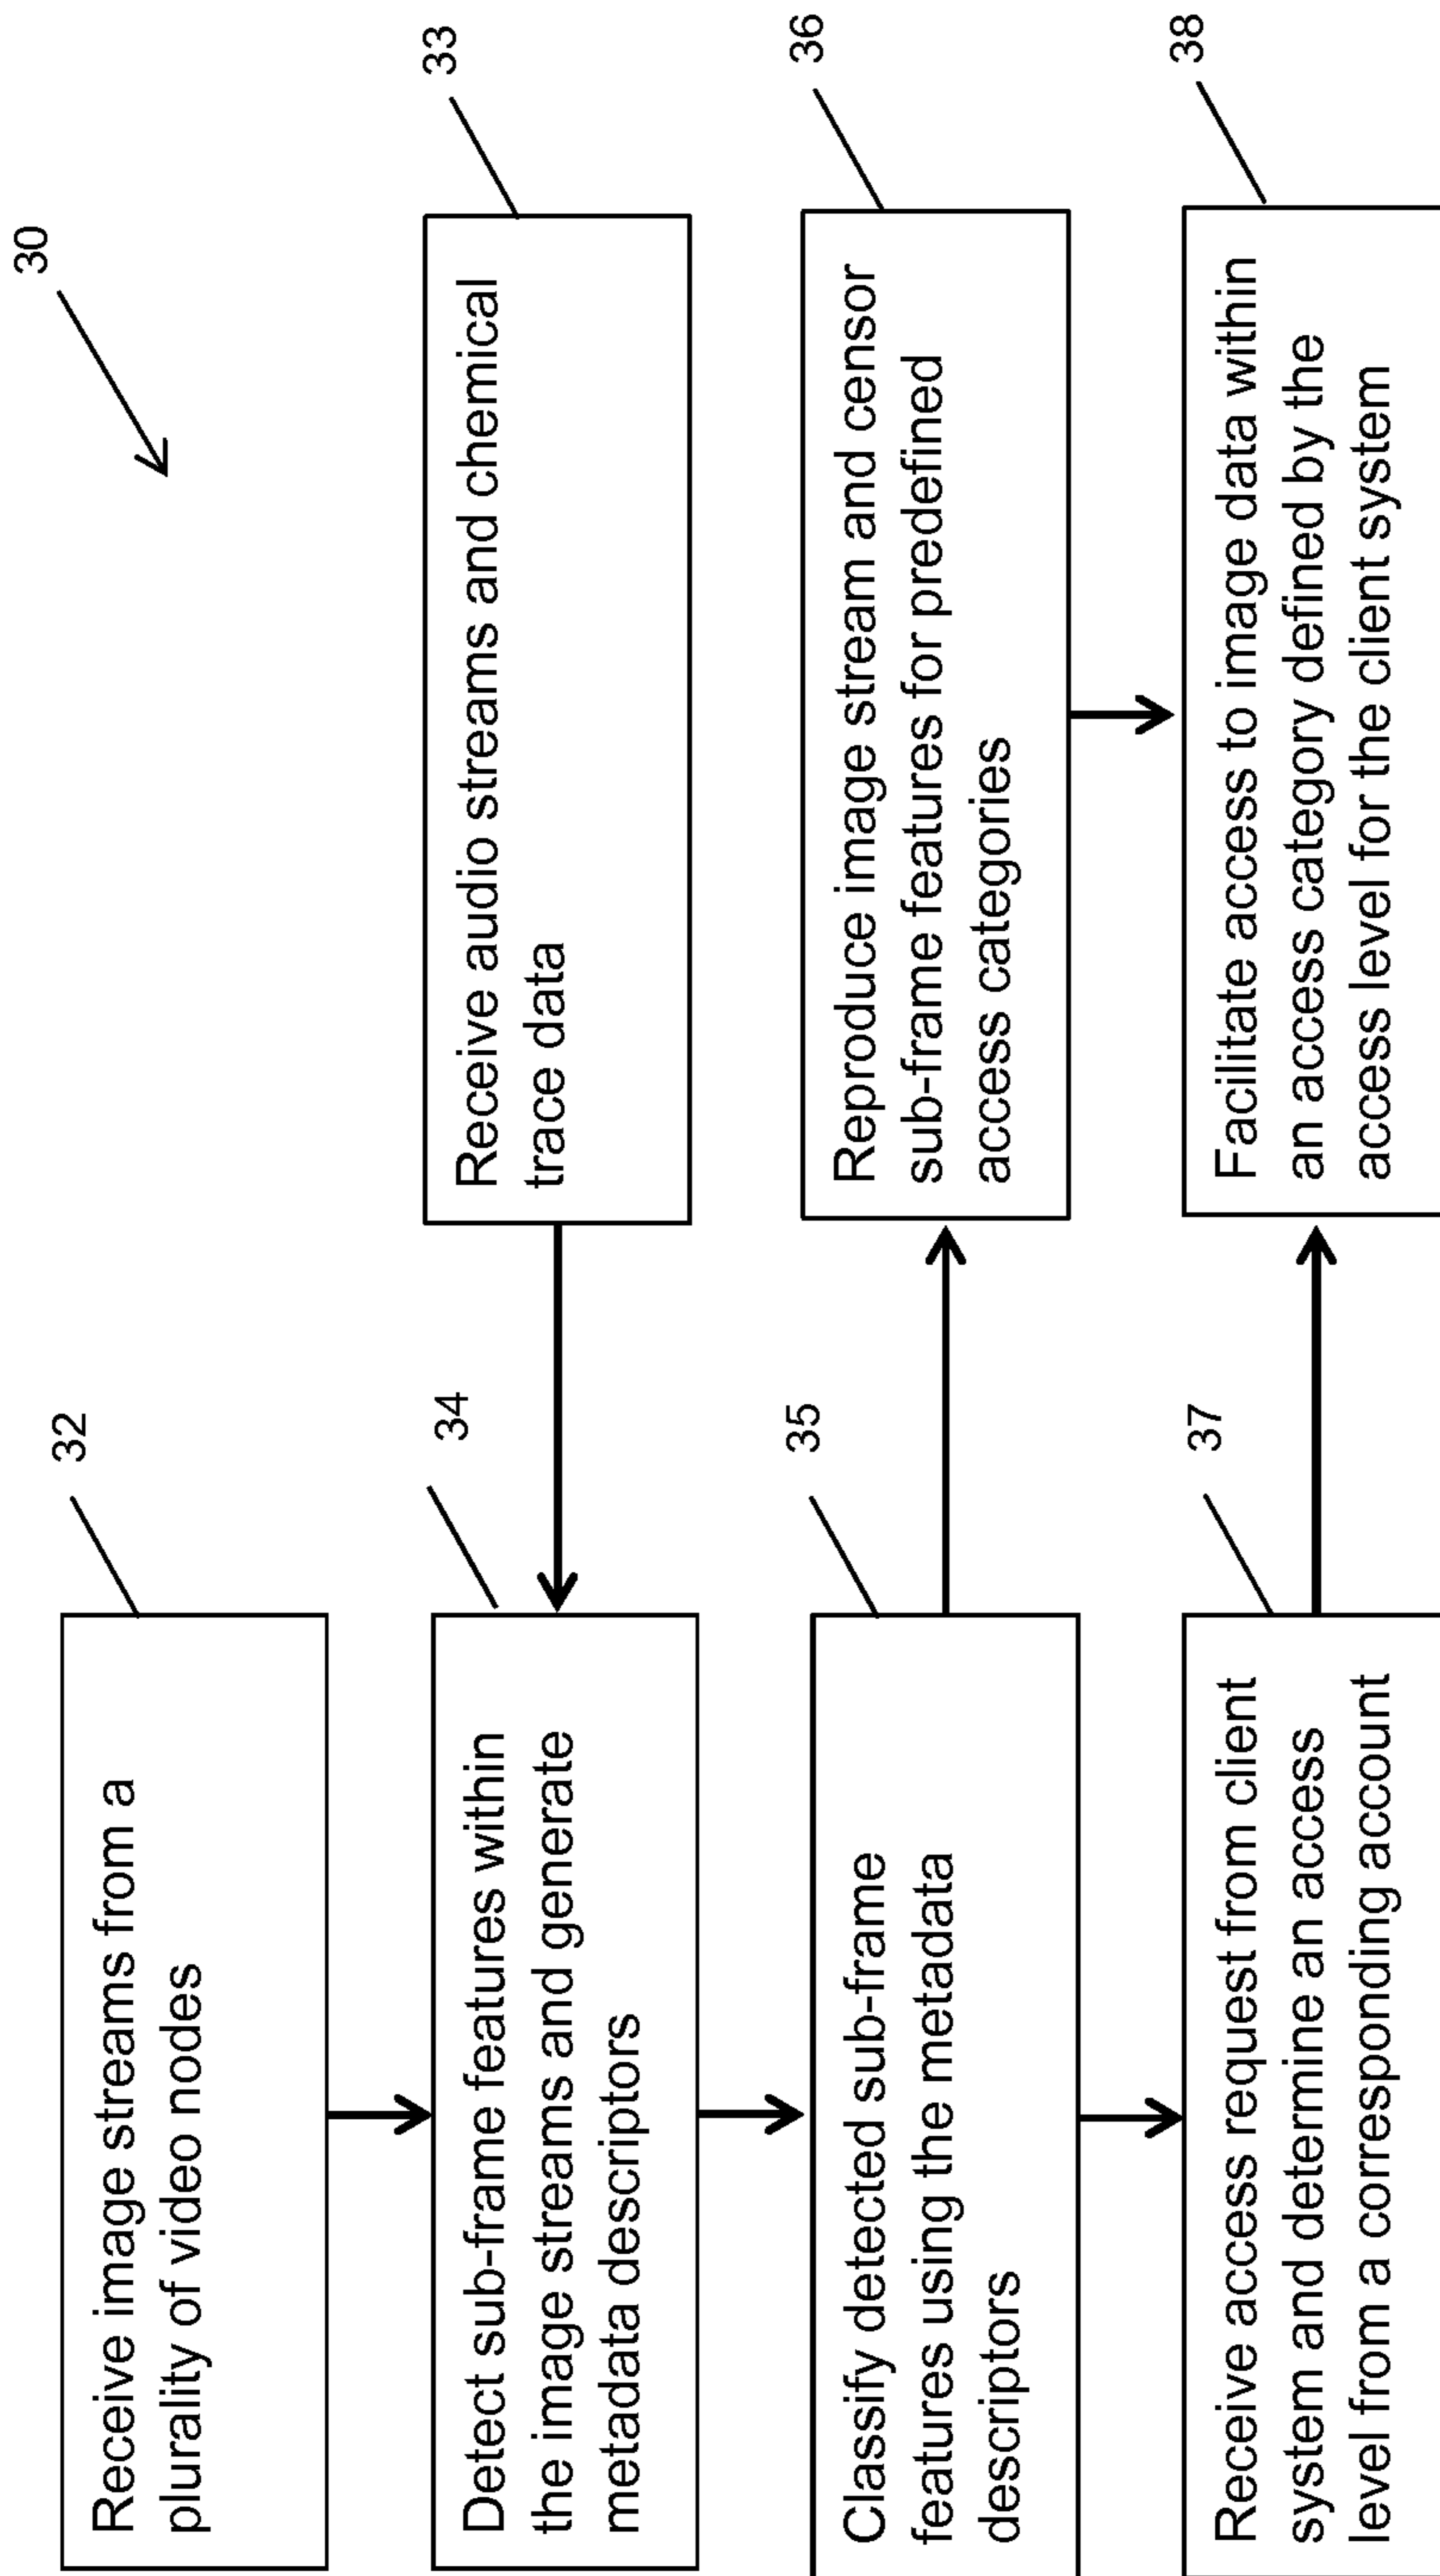 30
32
Receive image streams from a
plurality of video nodes
33
Receive audio streams and chemical
trace data
34
Detect sub-frame features within
the image streams and generate
metadata descriptors
35
Classify detected sub-frame
features using the metadata
descriptors
36
Reproduce image stream and censor
sub-frame features for predefined
access categories
37
Receive access request from client
system and determine an access
level from a corresponding account
38
Facilitate access to image data within
an access category defined by the
access level for the client system